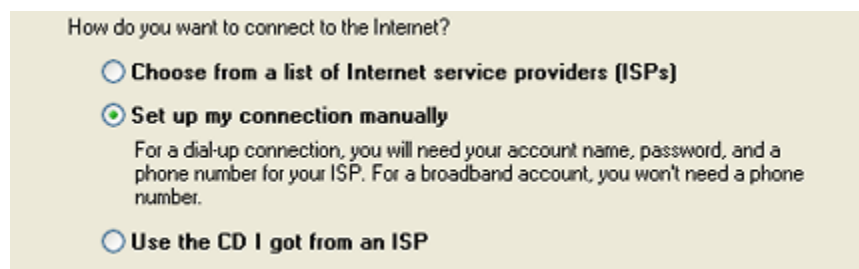 How do you want to connect to the Internet?
Choose from a list of Internet service providers (ISPs)
Set up my connection manually
For a dial-up connection, you will need your account name, password, and a
phone number for your ISP. For a broadband account, you won't need a phone
number.
Use the CD I got from an ISP